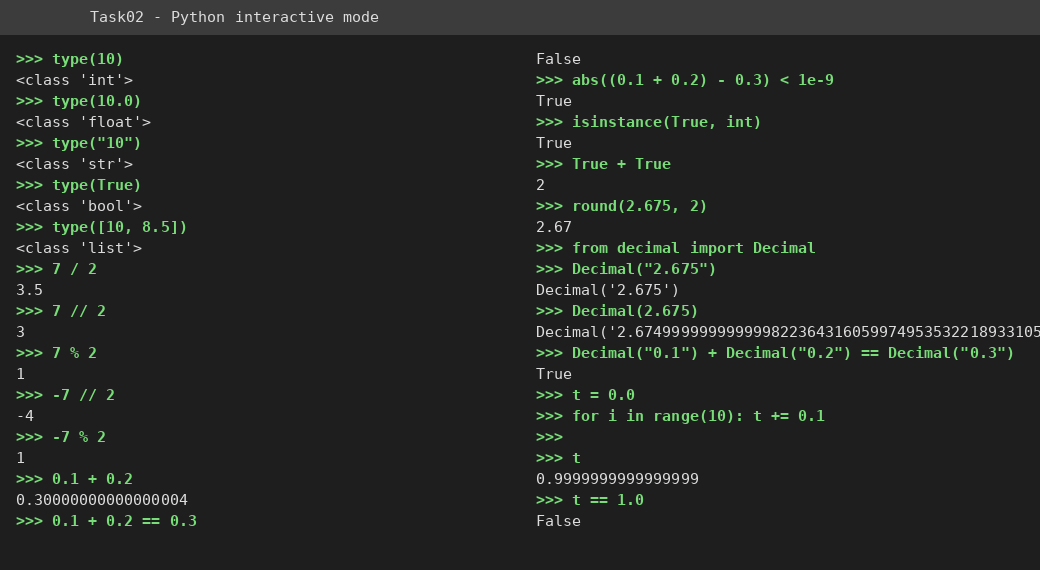 Task02 - Python interactive mode
>>> type(10)
<class 'int'>
>>> type(10.0)
<class 'float'>
>>> type("10")
<class 'str'>
>>> type(True)
<class 'bool'>
>>> type([10, 8.5])
<class 'list'>
>>> 7 / 2
3.5
>>> 7 // 2
3
>>> 7 % 2
1
>>> -7 // 2
-4
>>> -7 % 2
1
>>> 0.1 + 0.2
0.30000000000000004
>>> 0.1 + 0.2 == 0.3
False
>>> abs((0.1 + 0.2) - 0.3) < 1e-9
True
>>> isinstance(True, int)
True
>>> True + True
2
>>> round(2.675, 2)
2.67
>>> from decimal import Decimal
>>> Decimal("2.675")
Decimal('2.675')
>>> Decimal(2.675)
Decimal('2.67499999999999982236431605997495353221893310
>>> Decimal("0.1") + Decimal("0.2") == Decimal("0.3")
True
>>> t = 0.0
>>> for i in range(10): t += 0.1
>>>
>>> t
0.9999999999999999
>>> t == 1.0
False